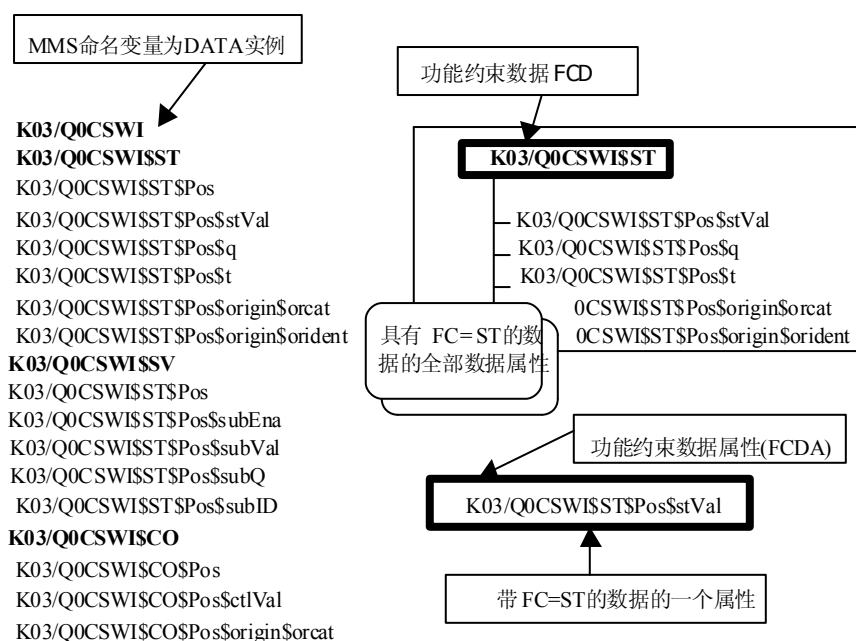 MMS命名变量为DATA实例
K03/Q0CSWI
K03/Q0CSWI$ST
K03/Q0CSWI$ST$Pos
K03/Q0CSWI$ST$Pos$stVal
K03/Q0CSWI$ST$Pos$q
K03/Q0CSWI$ST$Pos$t
K03/Q0CSWI$ST$Pos$origin$orcat
K03/Q0CSWI$ST$Pos$origin$orident
K03/Q0CSWI$SV
K03/Q0CSWI$ST$Pos
K03/Q0CSWI$ST$Pos$subEna
K03/Q0CSWI$ST$Pos$subVal
K03/Q0CSWI$ST$Pos$subQ
K03/Q0CSWI$ST$Pos$subID
K03/Q0CSWI$CO
K03/Q0CSWI$CO$Pos
K03/Q0CSWI$CO$Pos$ctlVal
K03/Q0CSWI$CO$Pos$origin$orcat
功能约束数据 FCD
K03/Q0CSWI$ST
K03/Q0CSWI$ST$Pos$stVal
K03/Q0CSWI$ST$Pos$q
K03/Q0CSWI$ST$Pos$t
0CSWI$ST$Pos$origin$orcat
0CSWI$ST$Pos$origin$orident
具有 FC=ST的数
据的全部数据属性
功能约束数据属性(FCDA)
K03/Q0CSWI$ST$Pos$stVal
带 FC=ST的数据的一个属性